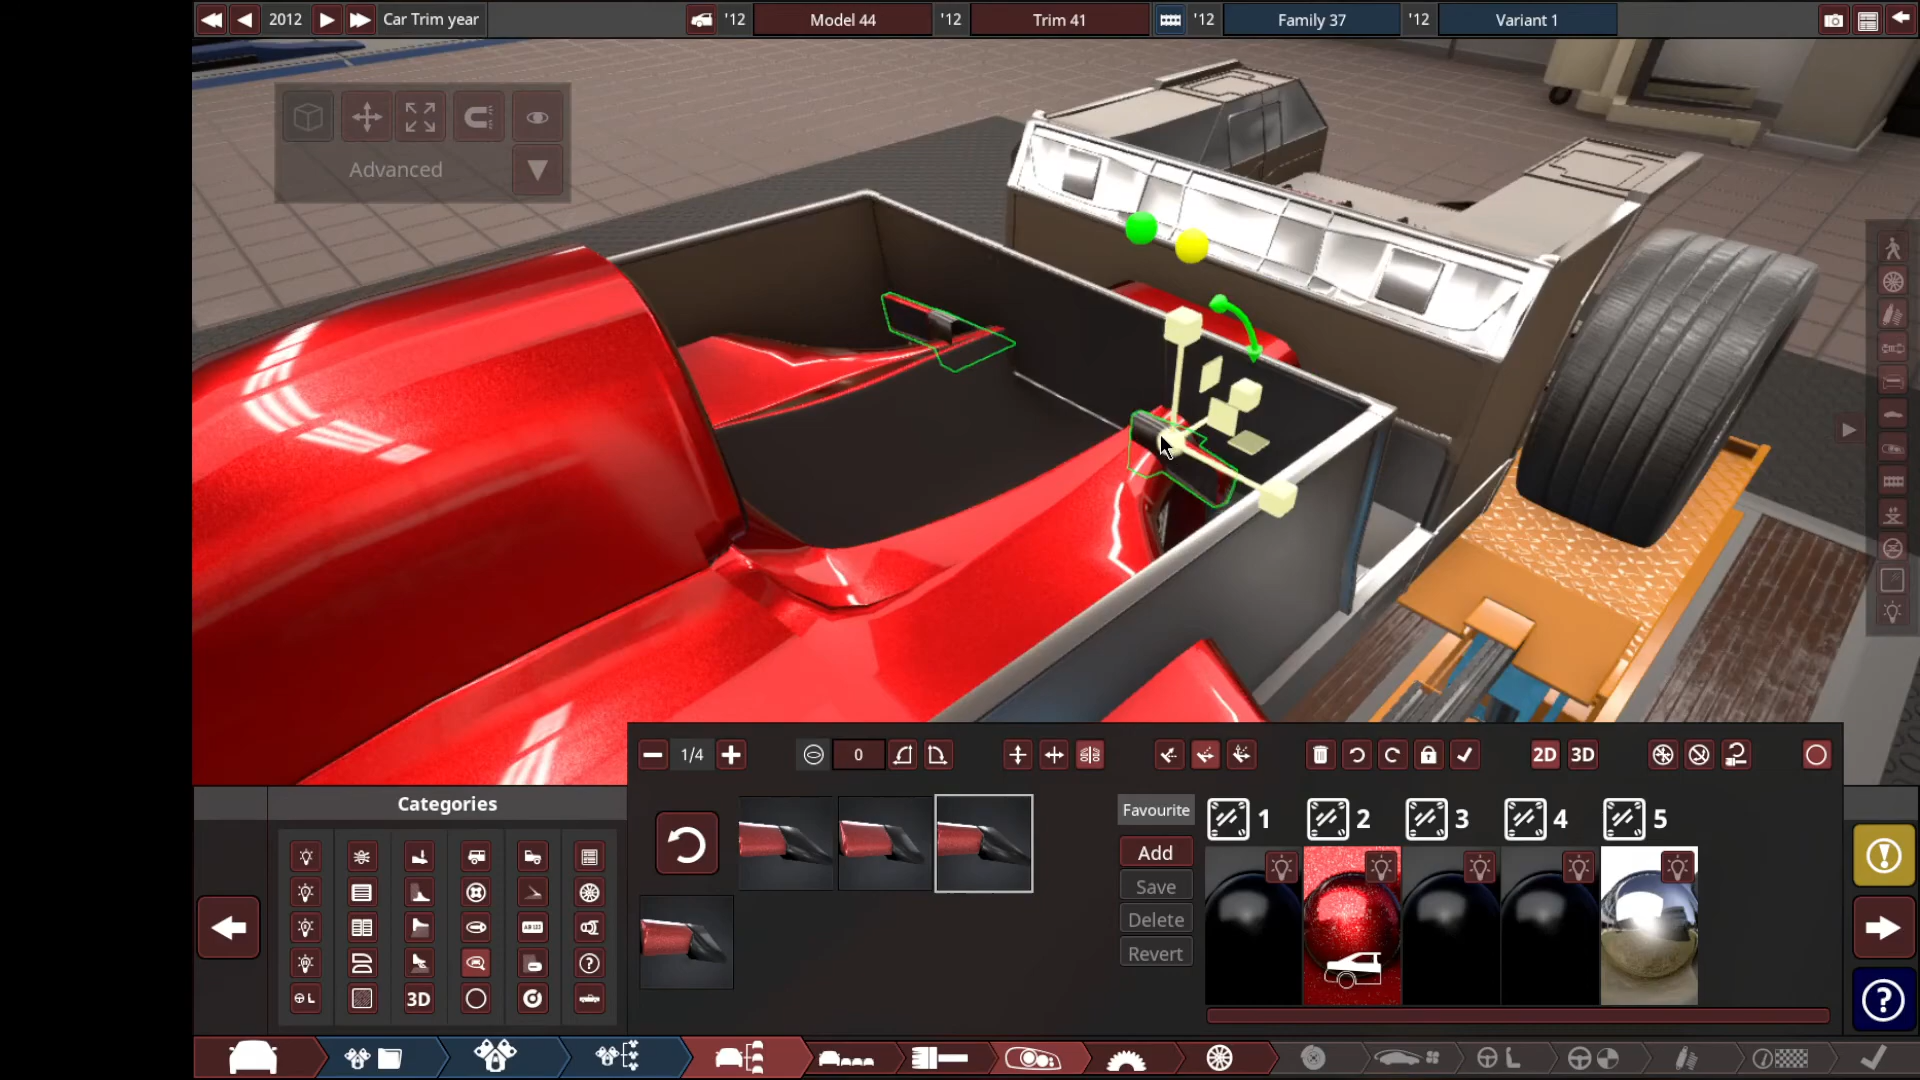 2012 Car Trim year '12 Model 44 '12 Trim 41 '12 Family 37 '12 Variant 1
Advanced
1/4 0 2D 3D
Categories
Favourite 1 2 3 4 5
Add
Save
Delete
Revert
3D